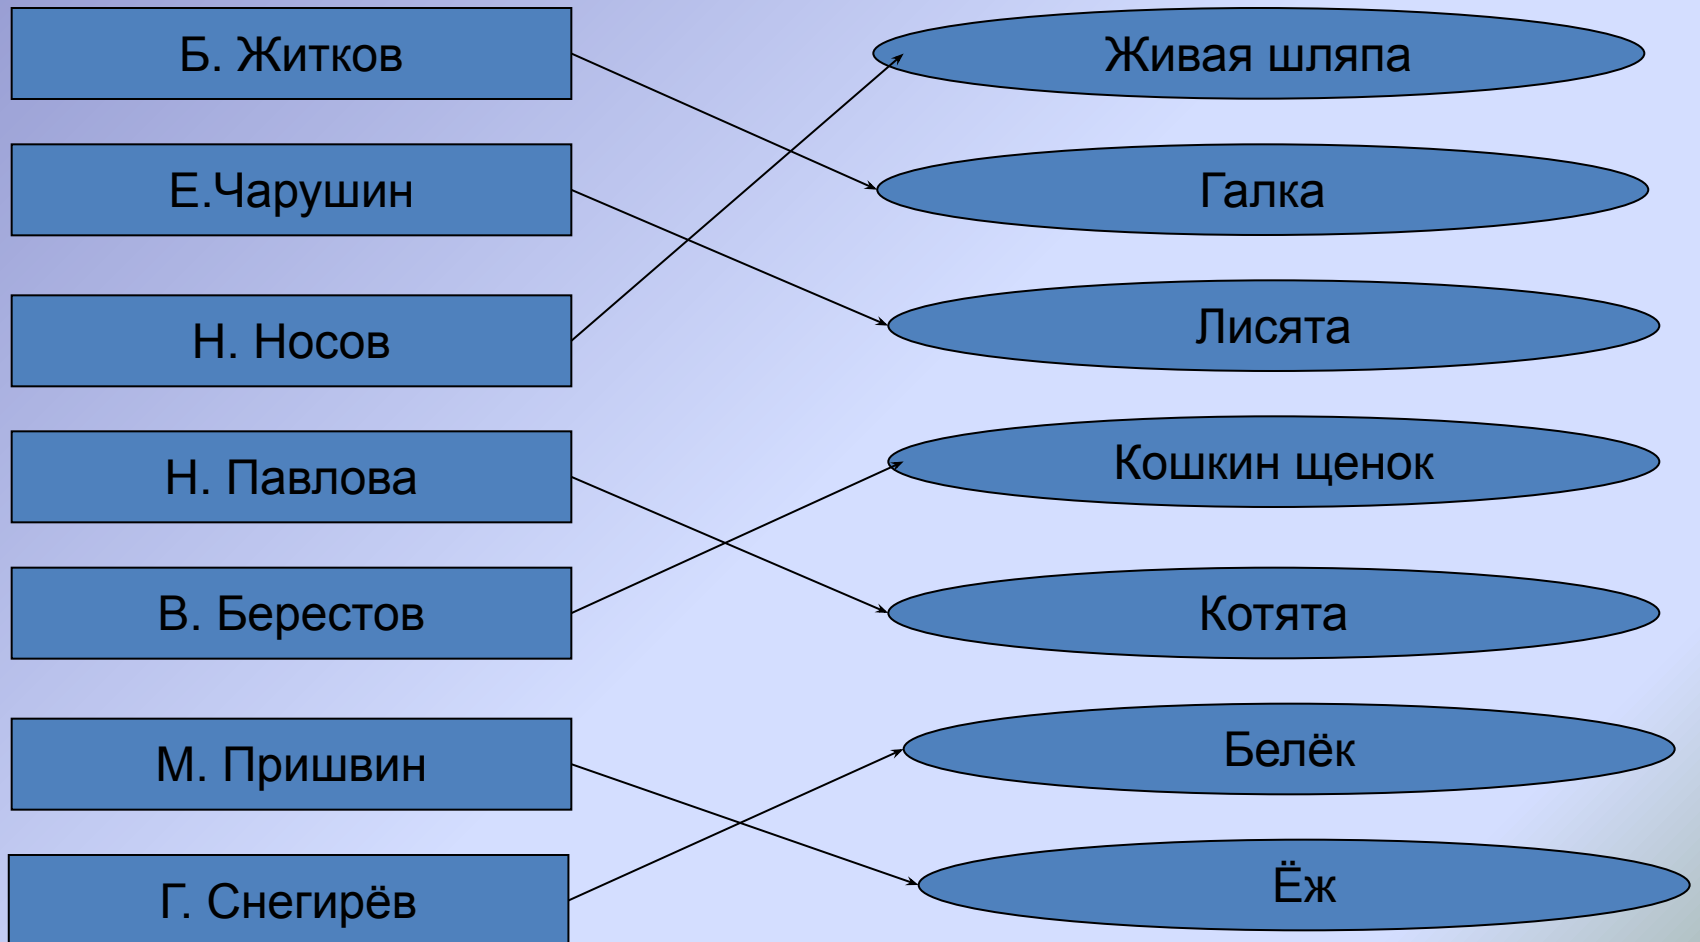 Б. Житков
Живая шляпа
Е.Чарушин
Галка
Н. Носов
Лисята
Н. Павлова
Кошкин щенок
В. Берестов
Котята
М. Пришвин
Белёк
Г. Снегирёв
Ёж